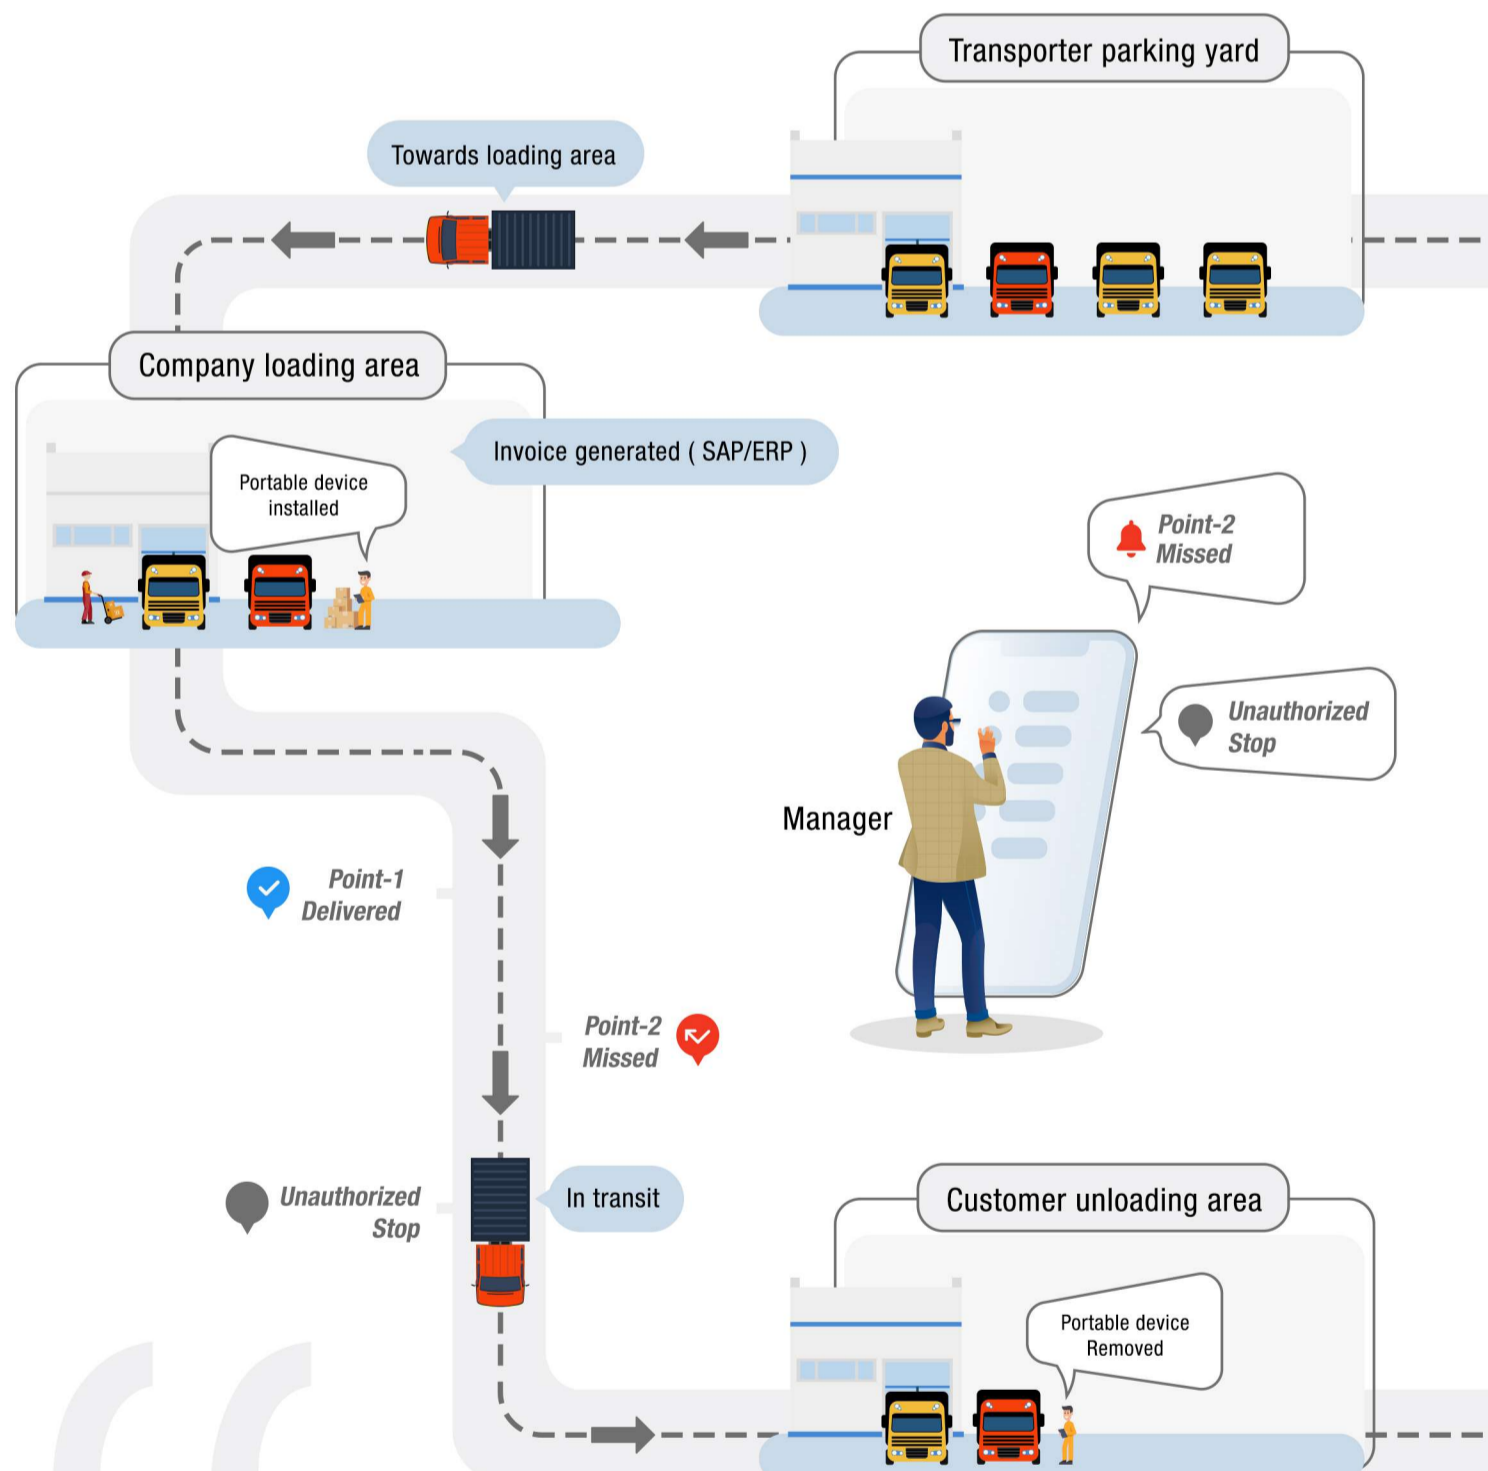 Transporter parking yard
Towards loading area
Company loading area
Invoice generated ( SAP/ERP )
Portable device
installed
Point-2
Missed
Unauthorized
Stop
Manager
Point-1
Delivered
Point-2
Missed
Unauthorized
Stop
In transit
Customer unloading area
Portable device
Removed